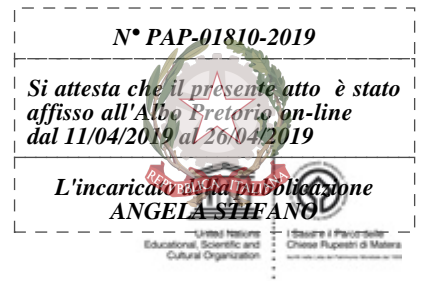 N° PAP-01810-2019
Si attesta che il presente atto è stato
affisso all'Albo Pretorio on-line
dal 11/04/2019 al 26/04/2019
L'incaricato della pubblicazione
ANGELA STIFANO
REPVBBLICA ITALIANA
United Nations
Educational, Scientific and
Cultural Organization
I Sassi e il Parco delle
Chiese Rupestri di Matera